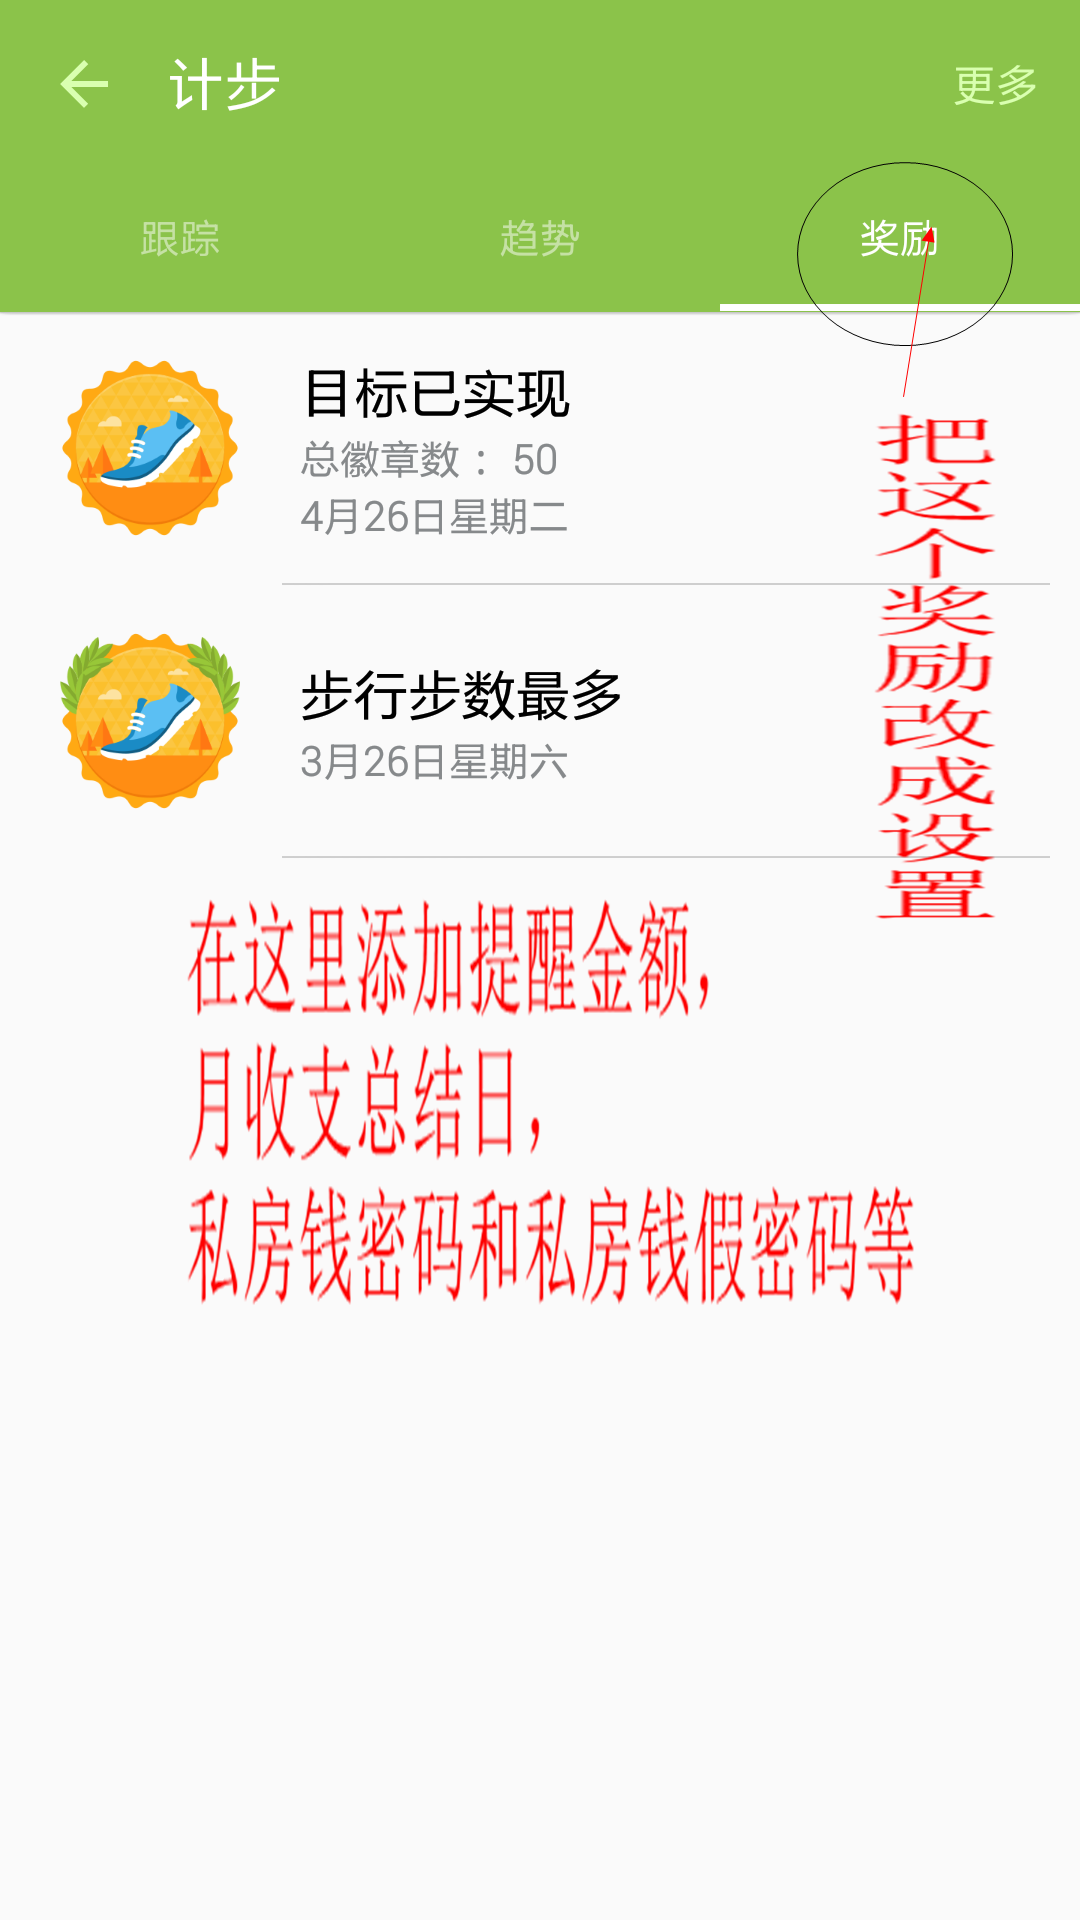 计步
更多
跟踪
趋势
奖励
目标已实现
总徽章数： 50
4月26日星期二
步行步数最多
3月26日星期六
把这个奖励改成设置
在这里添加提醒金额，
月收支总结日，
私房钱密码和私房钱假密码等